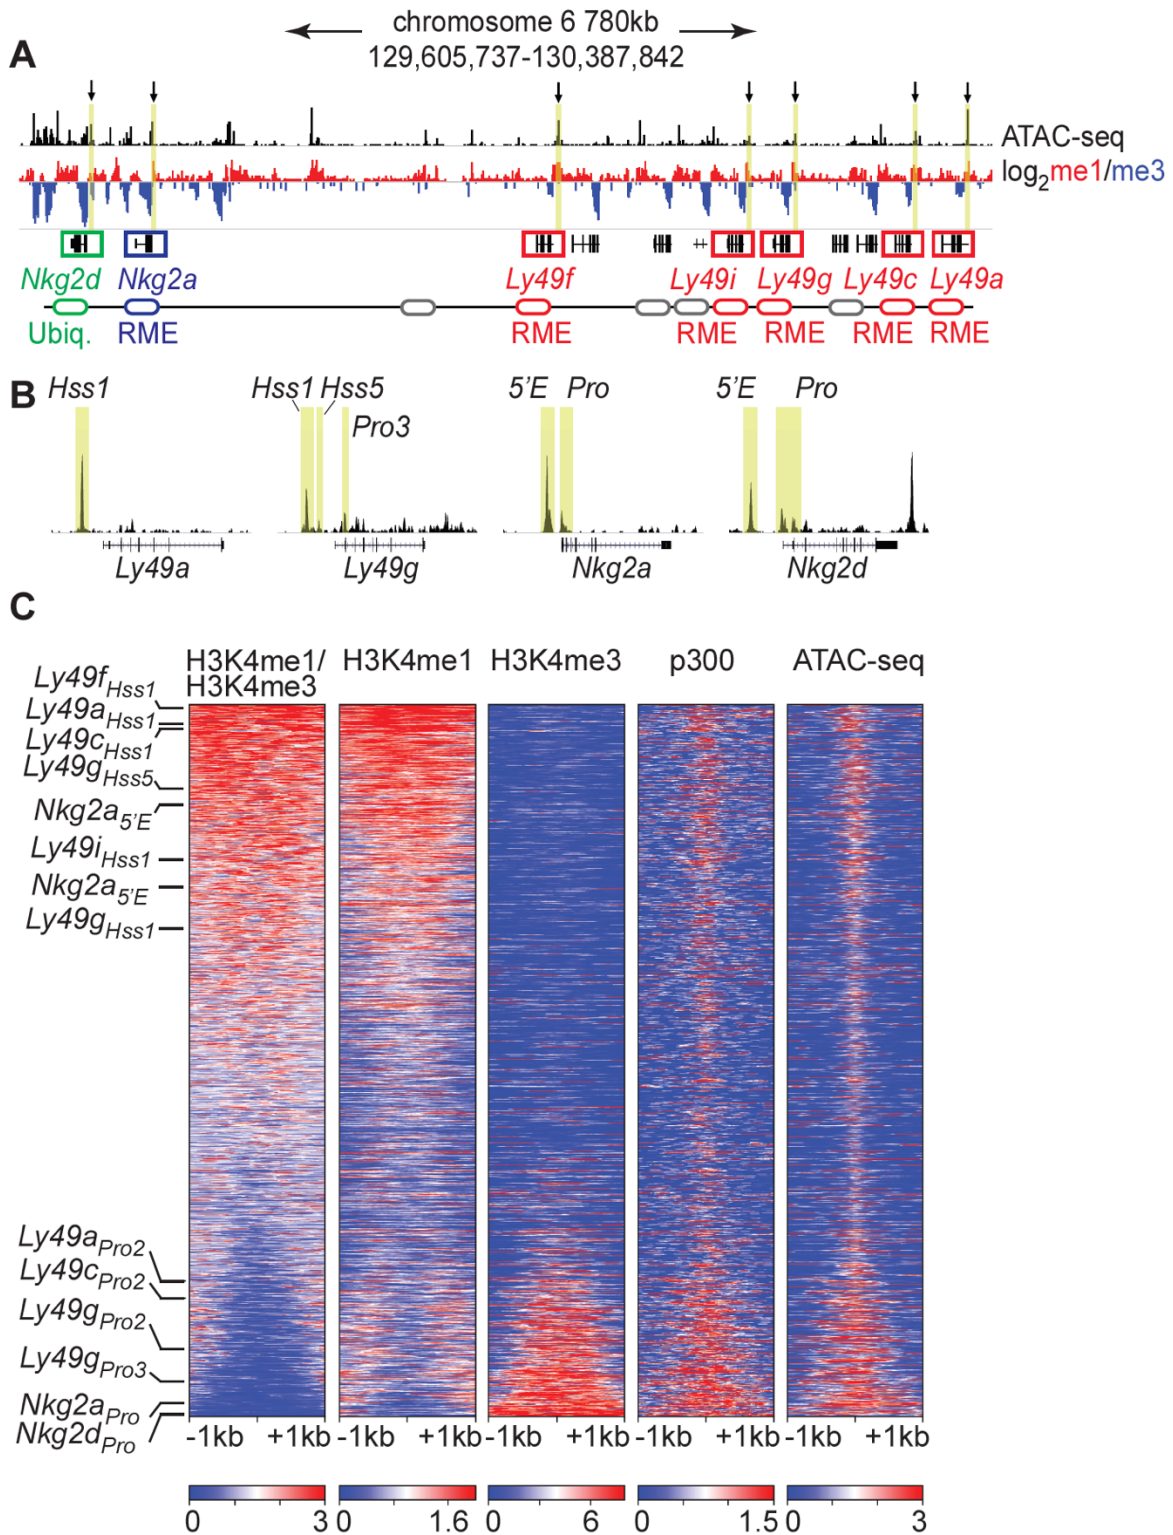 chromosome 6 780kb
129,605,737-130,387,842
A
ATAC-seq
log2me1/me3
Nkg2d Nkg2a Ly49f Ly49i Ly49g Ly49c Ly49a
Ubiq. RME RME RME RME RME RME
B
Hss1 Hss1 Hss5 5'E Pro 5'E Pro
Pro3
Ly49a Ly49g Nkg2a Nkg2d
C
H3K4me1/
H3K4me3 H3K4me1 H3K4me3 p300 ATAC-seq
Ly49fHss1
Ly49aHss1
Ly49cHss1
Ly49gHss5
Nkg2a5'E
Ly49iHss1
Nkg2a5'E
Ly49gHss1
Ly49aPro2
Ly49cPro2
Ly49gPro2
Ly49gPro3
Nkg2aPro
Nkg2dPro
-1kb +1kb -1kb +1kb -1kb +1kb -1kb +1kb -1kb +1kb
0 3 0 1.6 0 6 0 1.5 0 3